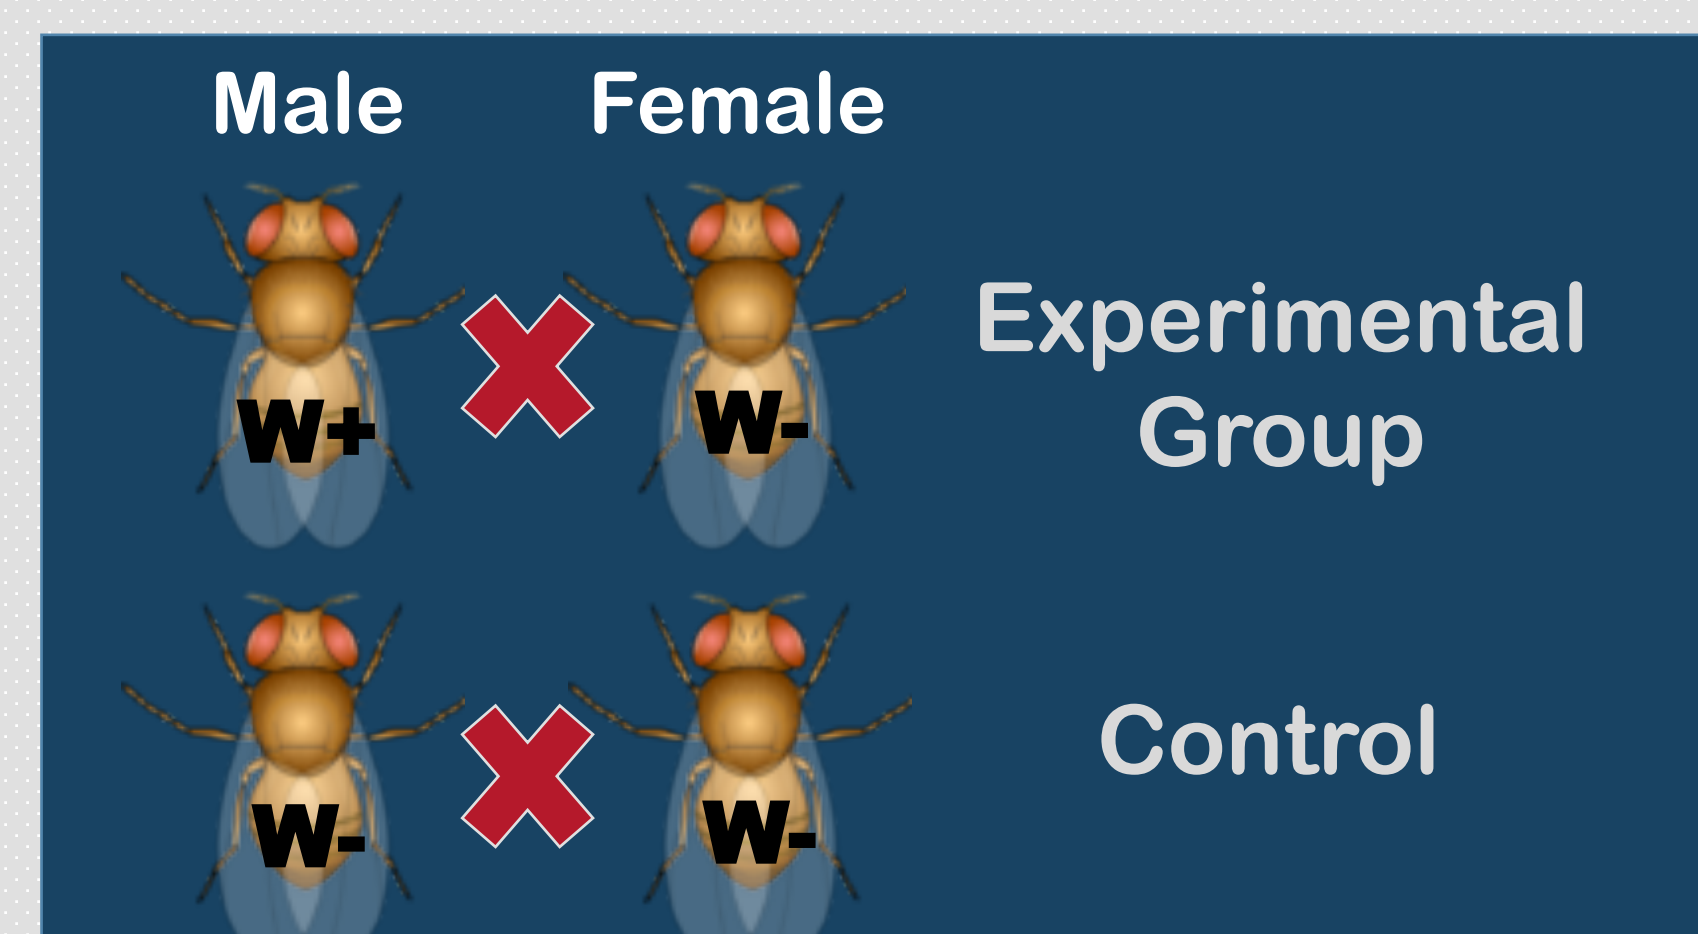 Male Female
W+ W- Experimental
Group
W- W- Control